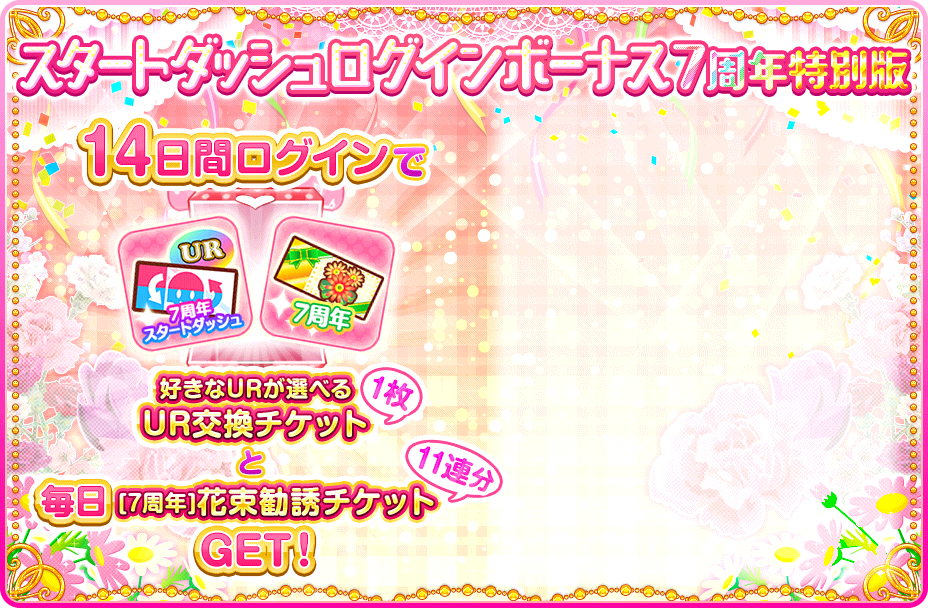 スタートダッシュログインボーナス7周年特別版
14日間ログインで
UR
7周年
スタートダッシュ
7周年
好きなURが選べる
UR交換チケット
1枚
と
毎日[7周年]花束勧誘チケット
11連分
GET!